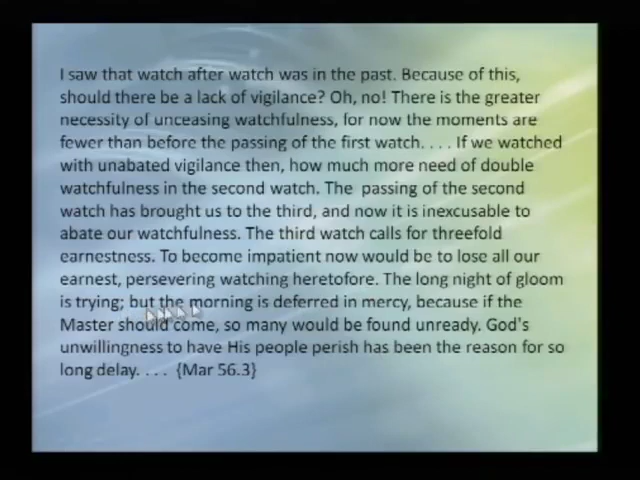 I saw that watch after watch was in the past. Because of this,
should there be a lack of vigilance? Oh, no! There is the greater
necessity of unceasing watchfulness, for now the moments are
fewer than before the passing of the first watch. . . . If we watched
with unabated vigilance then, how much more need of double
watchfulness in the second watch. The  passing of the second
watch has brought us to the third, and now it is inexcusable to
abate our watchfulness. The third watch calls for threefold
earnestness. To become impatient now would be to lose all our
earnest, persevering watching heretofore. The long night of gloom
is trying; but the morning is deferred in mercy, because if the
Master should come, so many would be found unready. God's
unwillingness to have His people perish has been the reason for so
long delay. . . .  {Mar 56.3}